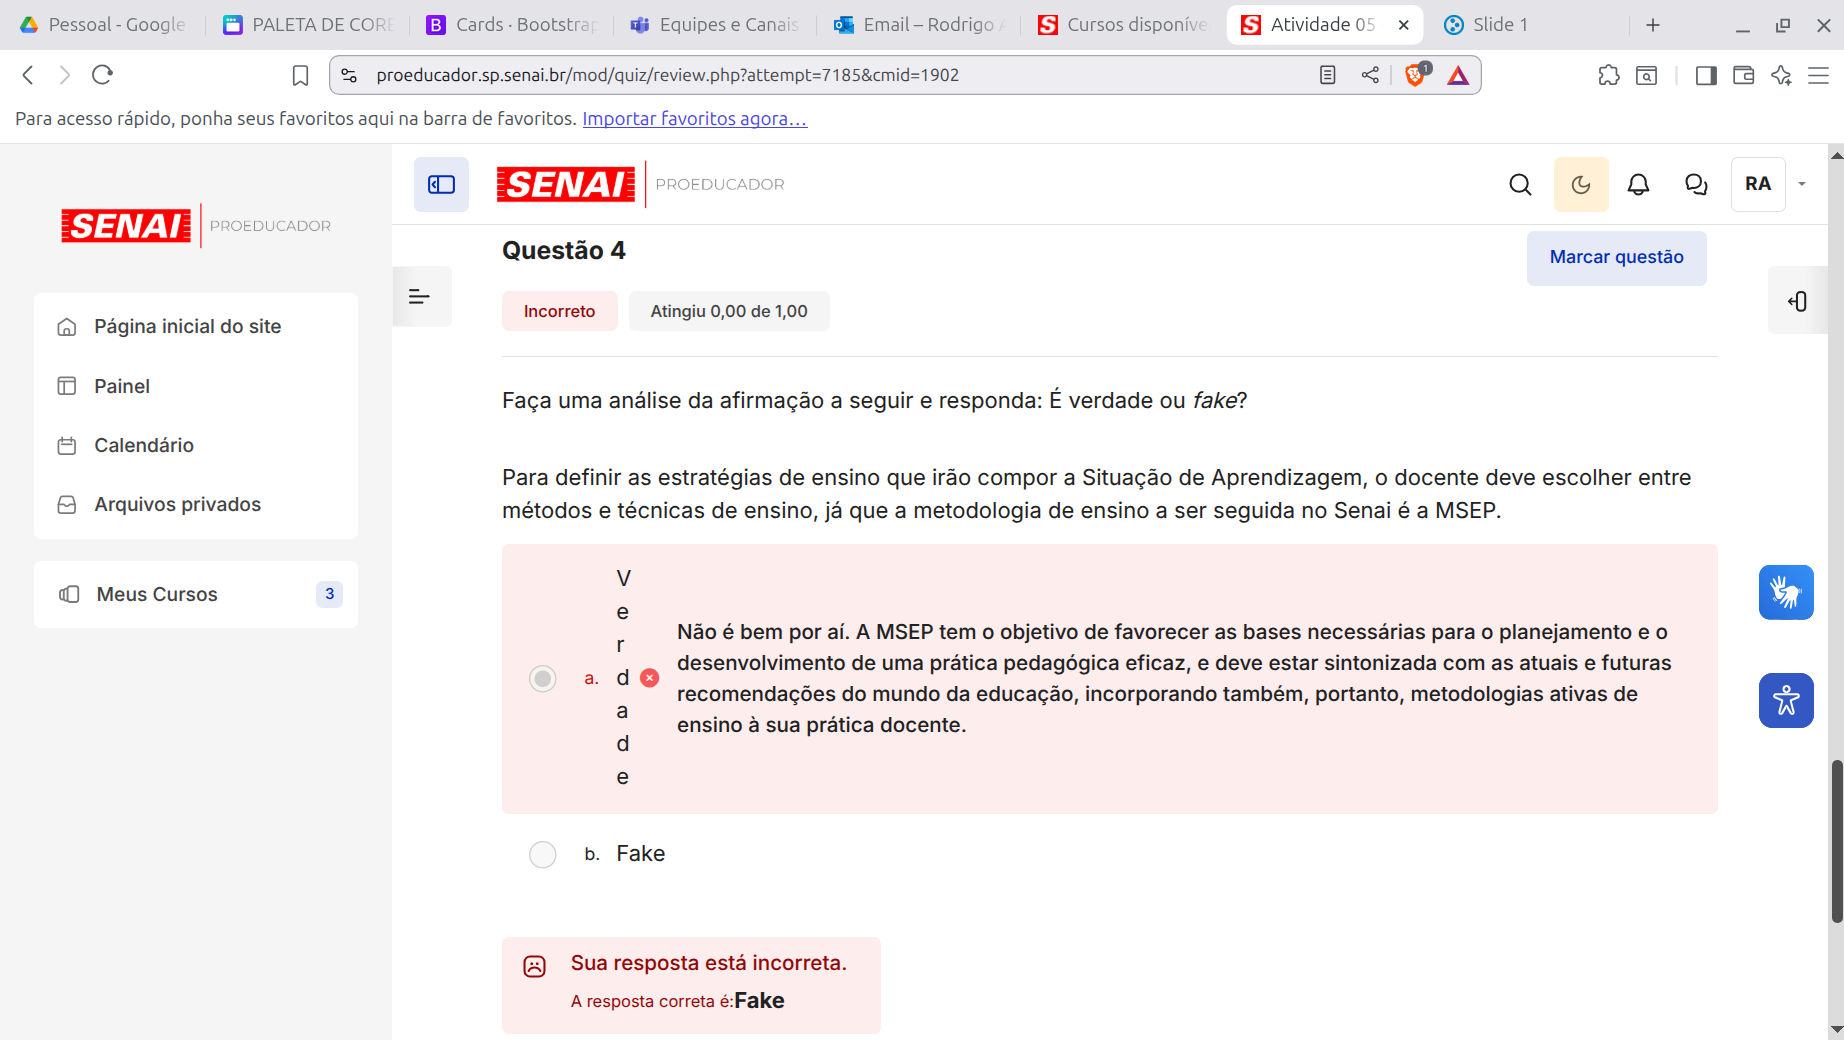 Pessoal - Google
PALETA DE CORE
Cards · Bootstrap
Equipes e Canais
Email – Rodrigo A
Cursos disponíve
Atividade 05
Slide 1
proeducador.sp.senai.br/mod/quiz/review.php?attempt=7185&cmid=1902
1
Para acesso rápido, ponha seus favoritos aqui na barra de favoritos. Importar favoritos agora…
SENAI PROEDUCADOR
RA
SENAI PROEDUCADOR
Página inicial do site
Painel
Calendário
Arquivos privados
Meus Cursos
3
Questão 4
Marcar questão
Incorreto
Atingiu 0,00 de 1,00
Faça uma análise da afirmação a seguir e responda: É verdade ou fake?
Para definir as estratégias de ensino que irão compor a Situação de Aprendizagem, o docente deve escolher entre
métodos e técnicas de ensino, já que a metodologia de ensino a ser seguida no Senai é a MSEP.
a.
V
e
r
d
a
d
e
Não é bem por aí. A MSEP tem o objetivo de favorecer as bases necessárias para o planejamento e o
desenvolvimento de uma prática pedagógica eficaz, e deve estar sintonizada com as atuais e futuras
recomendações do mundo da educação, incorporando também, portanto, metodologias ativas de
ensino à sua prática docente.
b. Fake
Sua resposta está incorreta.
A resposta correta é:Fake